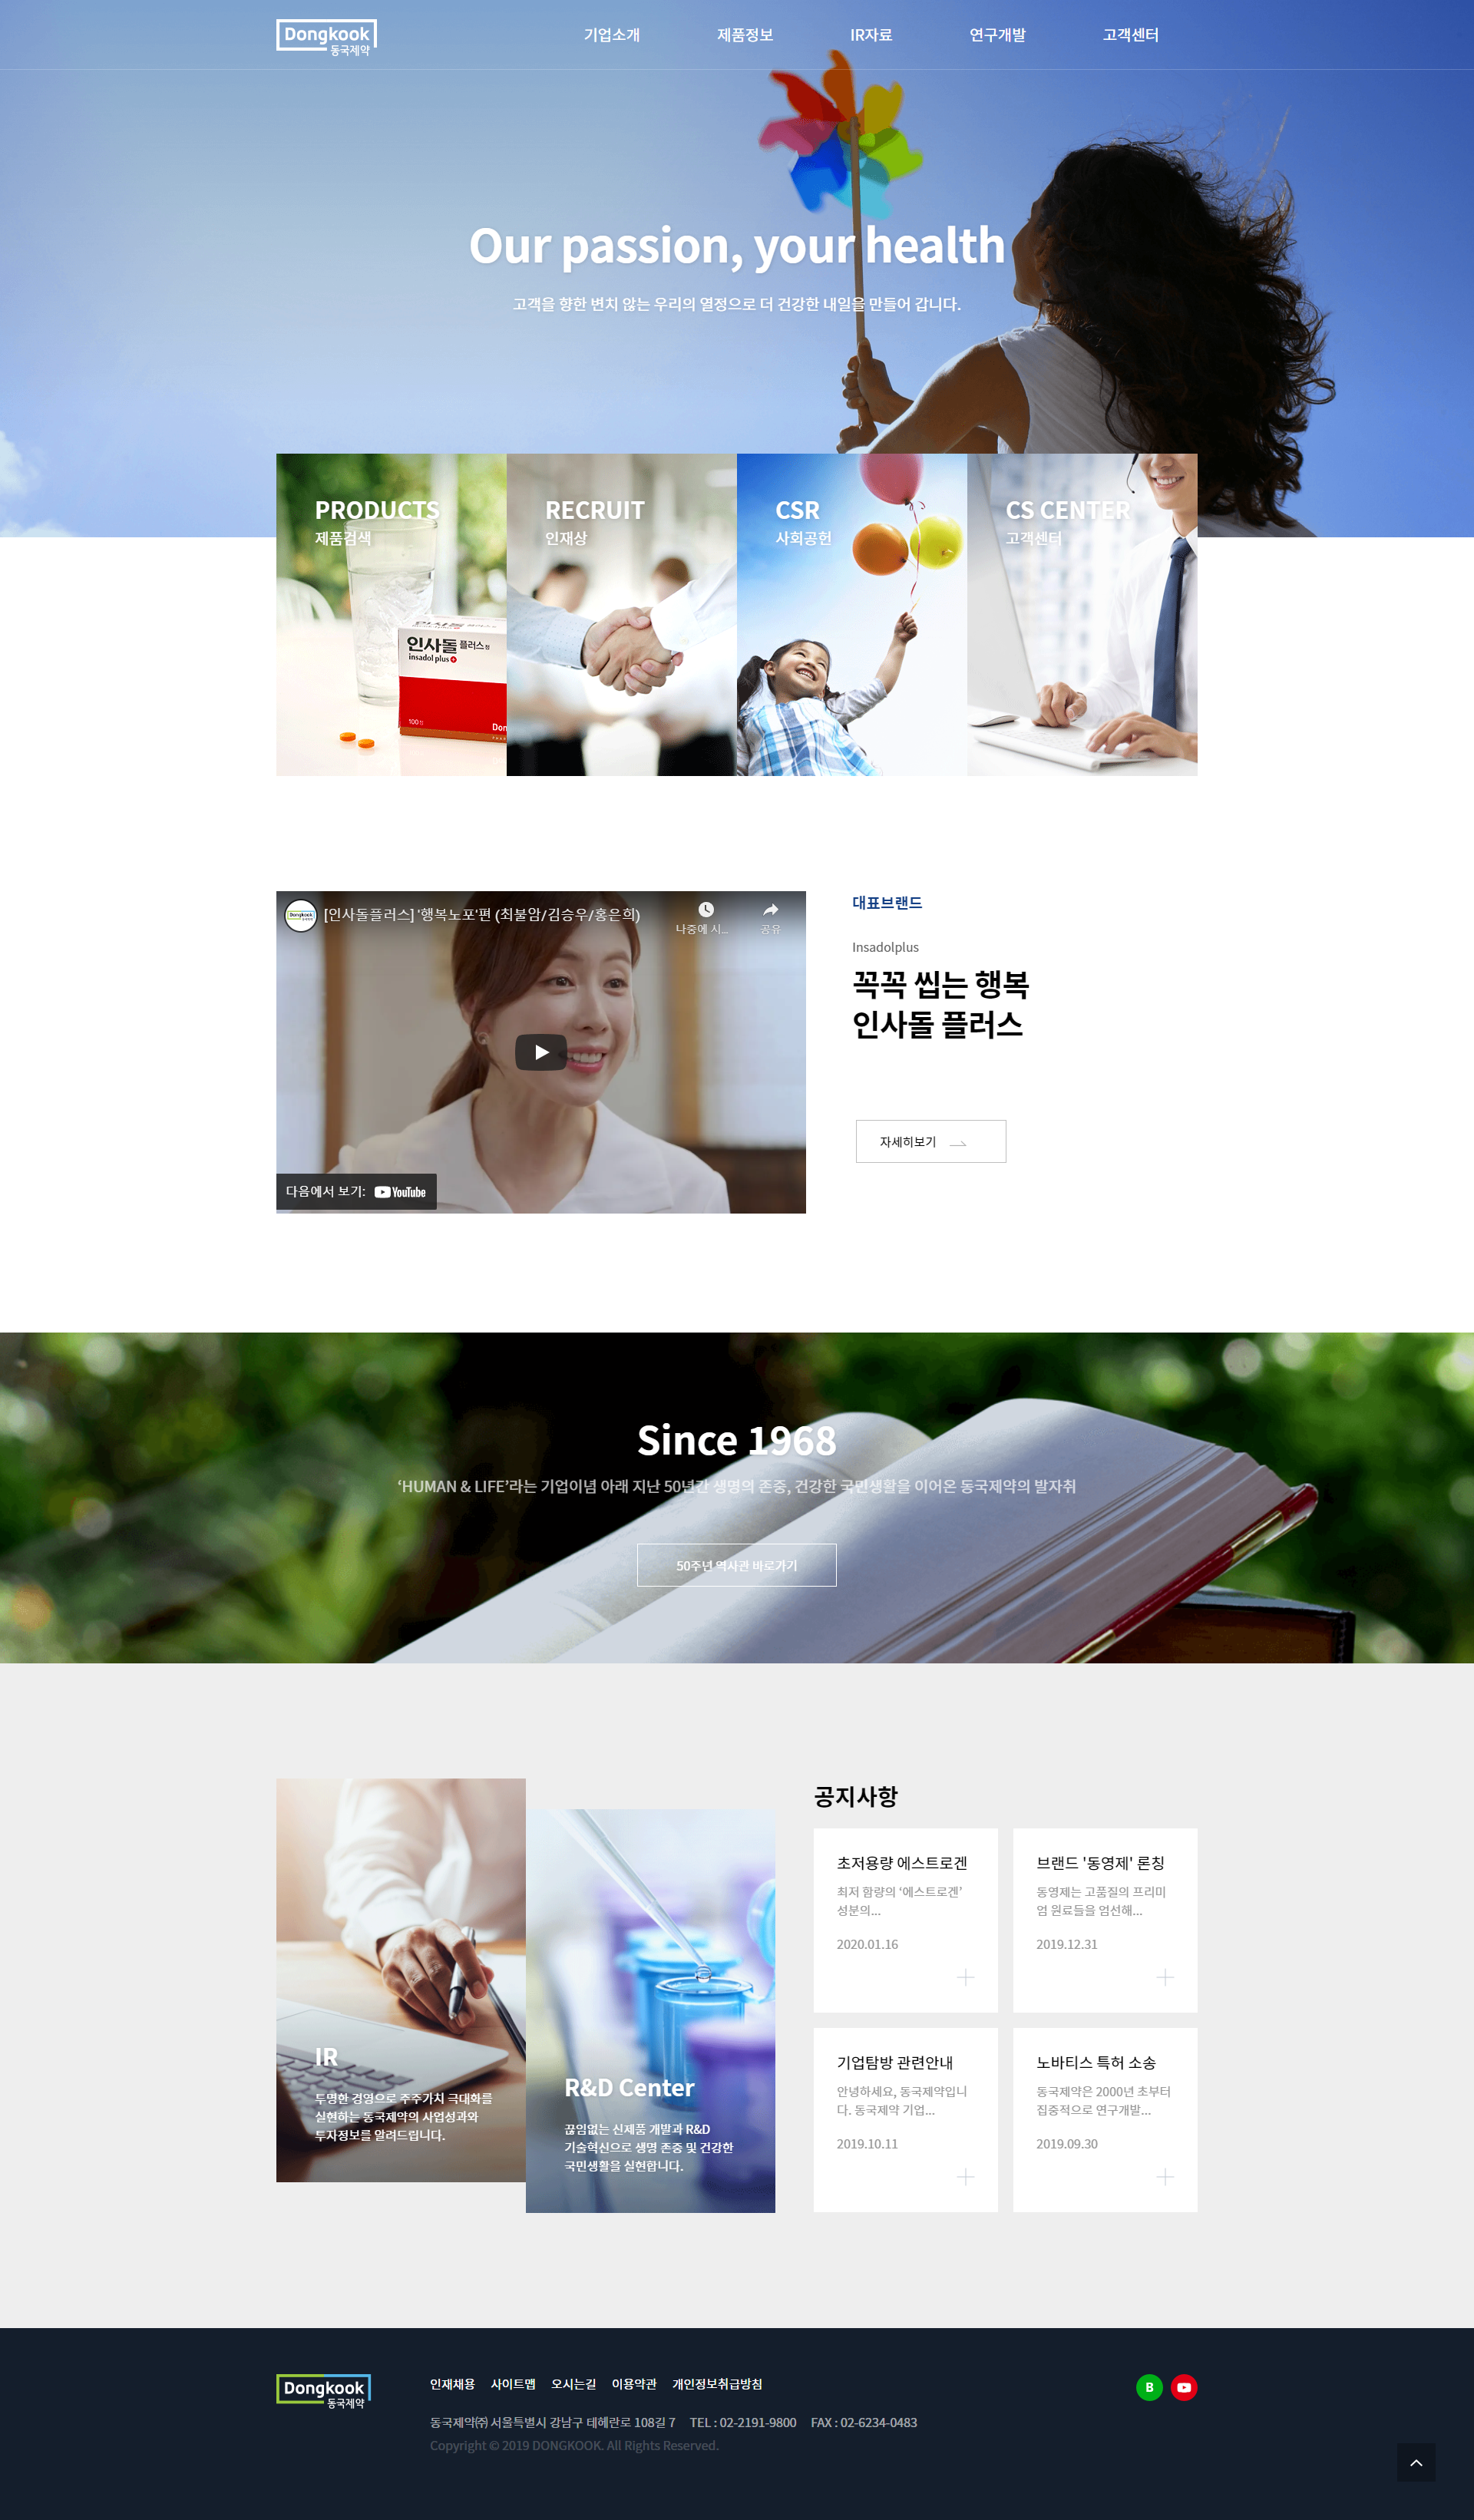 Dongkook
동국제약
기업소개
제품정보
IR자료
연구개발
고객센터
Our passion, your health
고객을 향한 변치 않는 우리의 열정으로 더 건강한 내일을 만들어 갑니다.
PRODUCTS
제품검색
인사돌 플러스정
insadol plus
100정
Don
RECRUIT
인재상
CSR
사회공헌
CS CENTER
고객센터
Dongkook
[인사돌플러스] '행복노포'편 (최불암/김승우/홍은희)
나중에 시...
공유
다음에서 보기: YouTube
대표브랜드
Insadolplus
꼭꼭 씹는 행복
인사돌 플러스
자세히보기
Since 1968
‘HUMAN & LIFE’라는 기업이념 아래 지난 50년간 생명의 존중, 건강한 국민생활을 이어온 동국제약의 발자취
50주년 역사관 바로가기
IR
투명한 경영으로 주주가치 극대화를
실현하는 동국제약의 사업성과와
투자정보를 알려드립니다.
R&D Center
끊임없는 신제품 개발과 R&D
기술혁신으로 생명 존중 및 건강한
국민생활을 실현합니다.
공지사항
초저용량 에스트로겐
최저 함량의 ‘에스트로겐’
성분의...
2020.01.16
브랜드 '동영제' 론칭
동영제는 고품질의 프리미
엄 원료들을 엄선해...
2019.12.31
기업탐방 관련안내
안녕하세요, 동국제약입니
다. 동국제약 기업...
2019.10.11
노바티스 특허 소송
동국제약은 2000년 초부터
집중적으로 연구개발...
2019.09.30
Dongkook
동국제약
인재채용 사이트맵 오시는길 이용약관 개인정보취급방침
B
동국제약㈜ 서울특별시 강남구 테헤란로 108길 7 TEL : 02-2191-9800 FAX : 02-6234-0483
Copyright © 2019 DONGKOOK. All Rights Reserved.